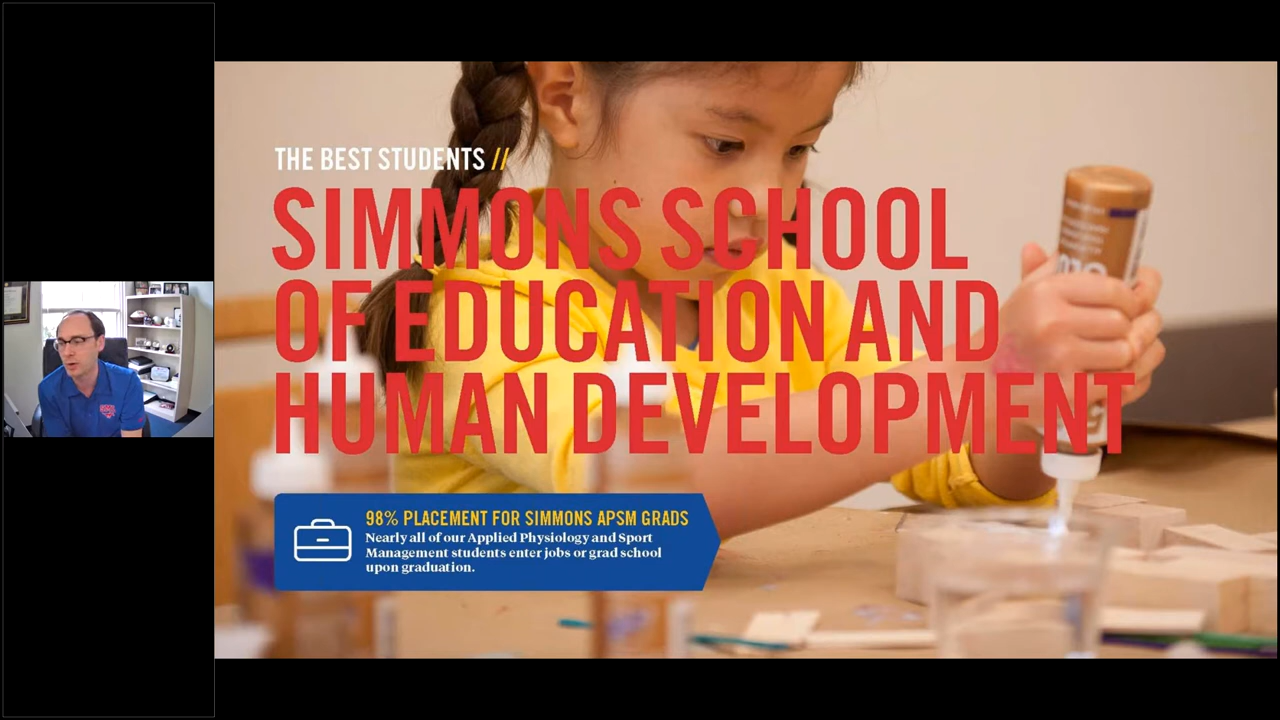 THE BEST STUDENTS //
SIMMONS SCHOOL
OF EDUCATION AND
HUMAN DEVELOPMENT
98% PLACEMENT FOR SIMMONS APSM GRADS
Nearly all of our Applied Physiology and Sport
Management students enter jobs or grad school
upon graduation.